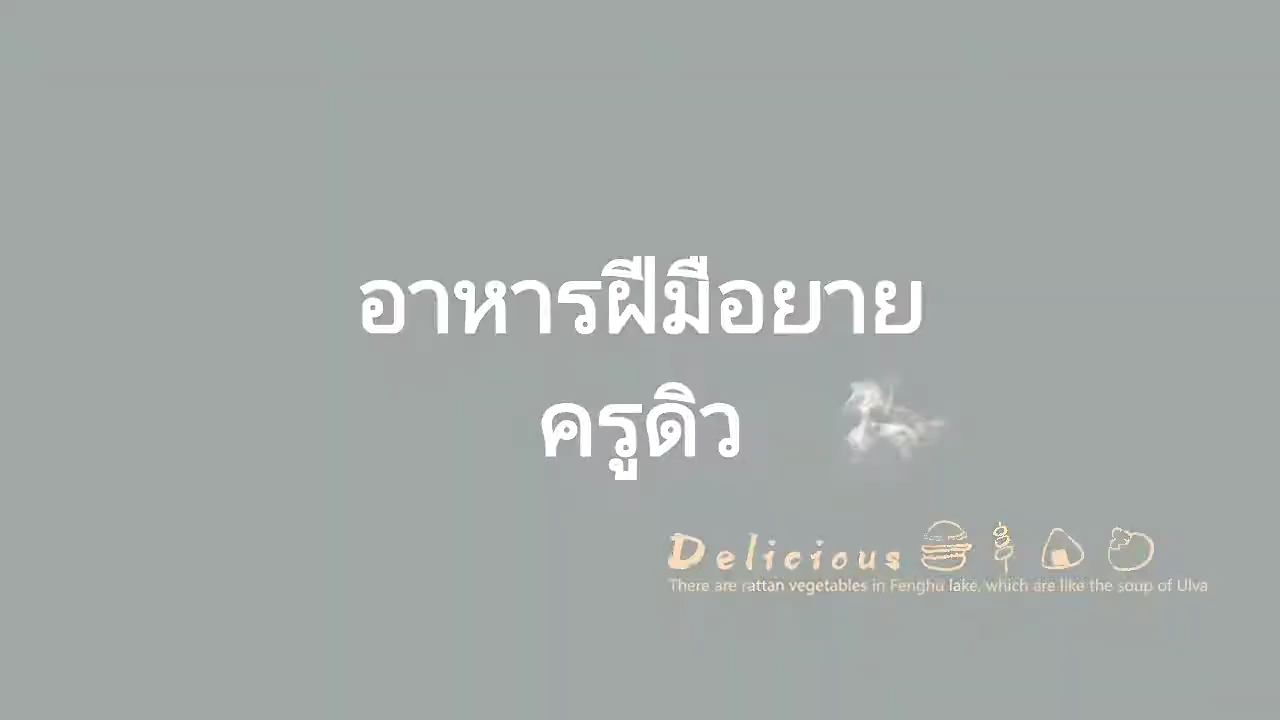 อาหารฝีมือยาย
ครูดิว
Delicious
There are rattan vegetables in Fenghu lake, which are like the soup of Ulva